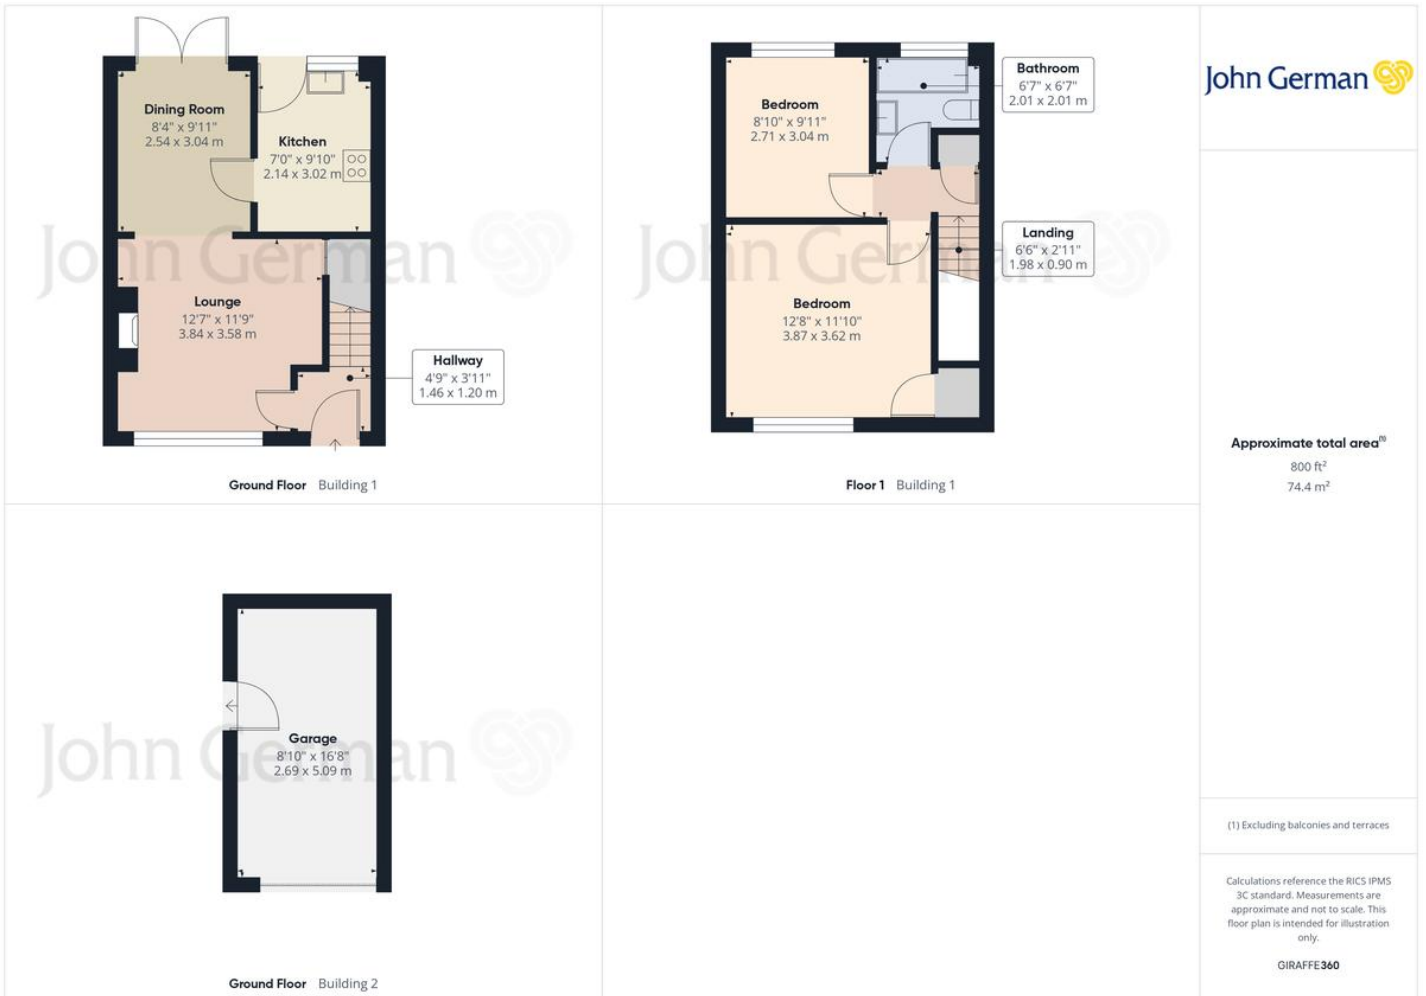 Dining Room
8'4" x 9'11"
2.54 x 3.04 m
Kitchen
7'0" x 9'10"
2.14 x 3.02 m
Lounge
12'7" x 11'9"
3.84 x 3.58 m
Hallway
4'9" x 3'11"
1.46 x 1.20 m
John German
Ground Floor Building 1
Bedroom
8'10" x 9'11"
2.71 x 3.04 m
Bathroom
6'7" x 6'7"
2.01 x 2.01 m
Landing
6'6" x 2'11"
1.98 x 0.90 m
Bedroom
12'8" x 11'10"
3.87 x 3.62 m
John German
Floor 1 Building 1
Garage
8'10" x 16'8"
2.69 x 5.09 m
John German
Ground Floor Building 2
John German
Approximate total area(1)
800 ft²
74.4 m²
(1) Excluding balconies and terraces
Calculations reference the RICS IPMS
3C standard. Measurements are
approximate and not to scale. This
floor plan is intended for illustration
only.
GIRAFFE360